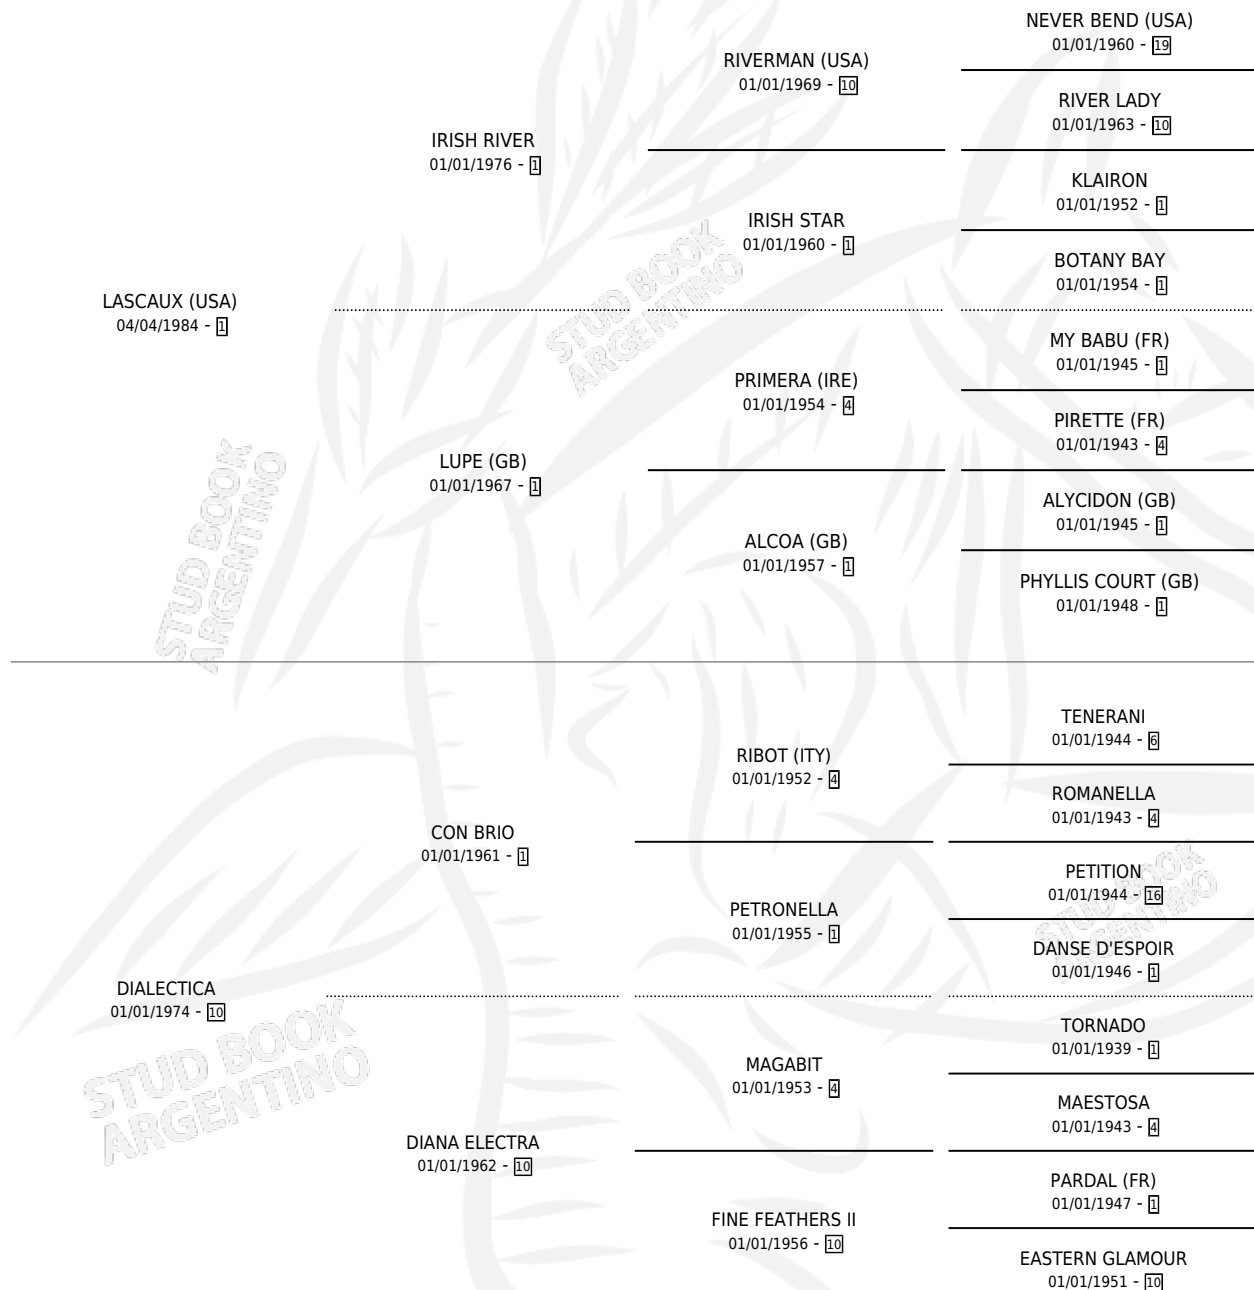 NEVER BEND (USA)
01/01/1960 - 19
RIVERMAN (USA)
01/01/1969 - 10
RIVER LADY
01/01/1963 - 10
IRISH RIVER
01/01/1976 - 1
KLAIRON
01/01/1952 - 1
IRISH STAR
01/01/1960 - 1
BOTANY BAY
01/01/1954 - 1
LASCAUX (USA)
04/04/1984 - 1
MY BABU (FR)
01/01/1945 - 1
PRIMERA (IRE)
01/01/1954 - 4
PIRETTE (FR)
01/01/1943 - 4
LUPE (GB)
01/01/1967 - 1
ALYCIDON (GB)
01/01/1945 - 1
ALCOA (GB)
01/01/1957 - 1
PHYLLIS COURT (GB)
01/01/1948 - 1
TENERANI
01/01/1944 - 6
RIBOT (ITY)
01/01/1952 - 4
ROMANELLA
01/01/1943 - 4
CON BRIO
01/01/1961 - 1
PETITION
01/01/1944 - 16
PETRONELLA
01/01/1955 - 1
DANSE D'ESPOIR
01/01/1946 - 1
DIALECTICA
01/01/1974 - 10
TORNADO
01/01/1939 - 1
MAGABIT
01/01/1953 - 4
MAESTOSA
01/01/1943 - 4
DIANA ELECTRA
01/01/1962 - 10
PARDAL (FR)
01/01/1947 - 1
FINE FEATHERS II
01/01/1956 - 10
EASTERN GLAMOUR
01/01/1951 - 10
STUD BOOK
ARGENTINO
STUD BOOK
ARGENTINO
STUD BOOK
ARGENTINO
STUD BOOK
ARGENTINO